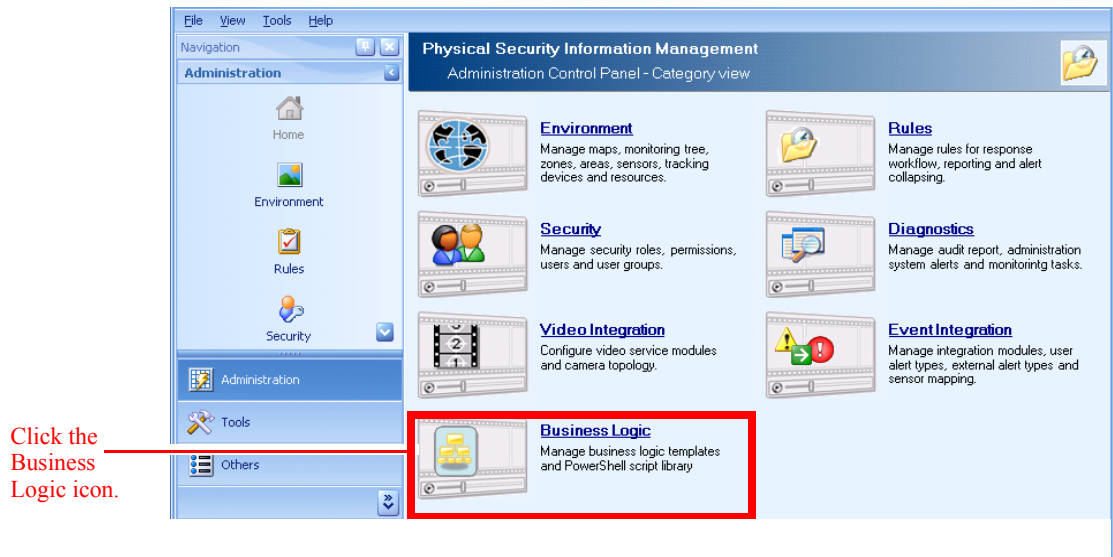 File View Tools Help
Navigation
Administration
Home
Environment
Rules
Security
Administration
Tools
Others
Click the
Business
Logic icon.
Physical Security Information Management
Administration Control Panel - Category view
Environment
Manage maps, monitoring tree,
zones, areas, sensors, tracking
devices and resources.
Rules
Manage rules for response
workflow, reporting and alert
collapsing.
Security
Manage security roles, permissions,
users and user groups.
Diagnostics
Manage audit report, administration
system alerts and monitorintg tasks.
Video Integration
Configure video service modules
and camera topology.
Event Integration
Manage integration modules, user
alert types, external alert types and
sensor mapping.
Business Logic
Manage business logic templates
and PowerShell script library